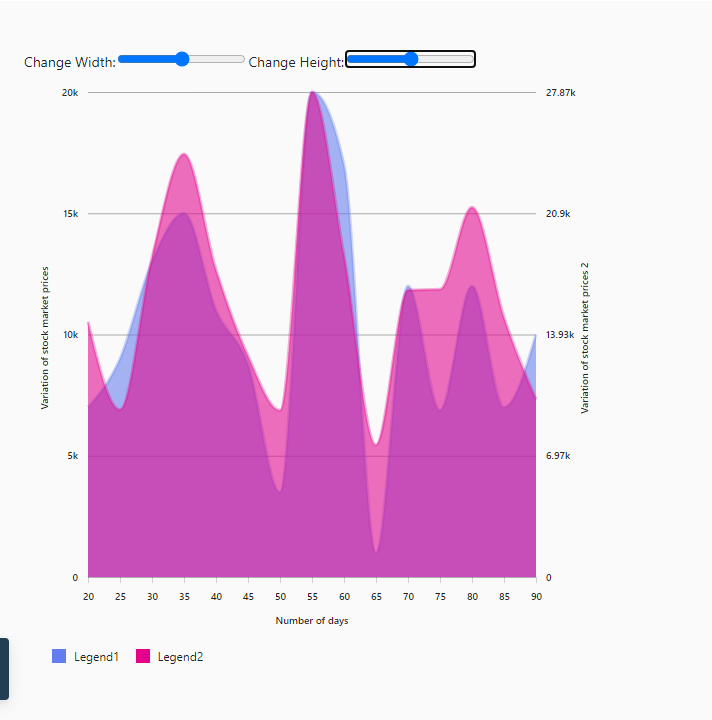 Change Width: Change Height:
20k 27.87k
15k 20.9k
Variation of stock market prices
Variation of stock market prices 2
10k 13.93k
5k 6.97k
0 0
20 25 30 35 40 45 50 55 60 65 70 75 80 85 90
Number of days
Legend1 Legend2